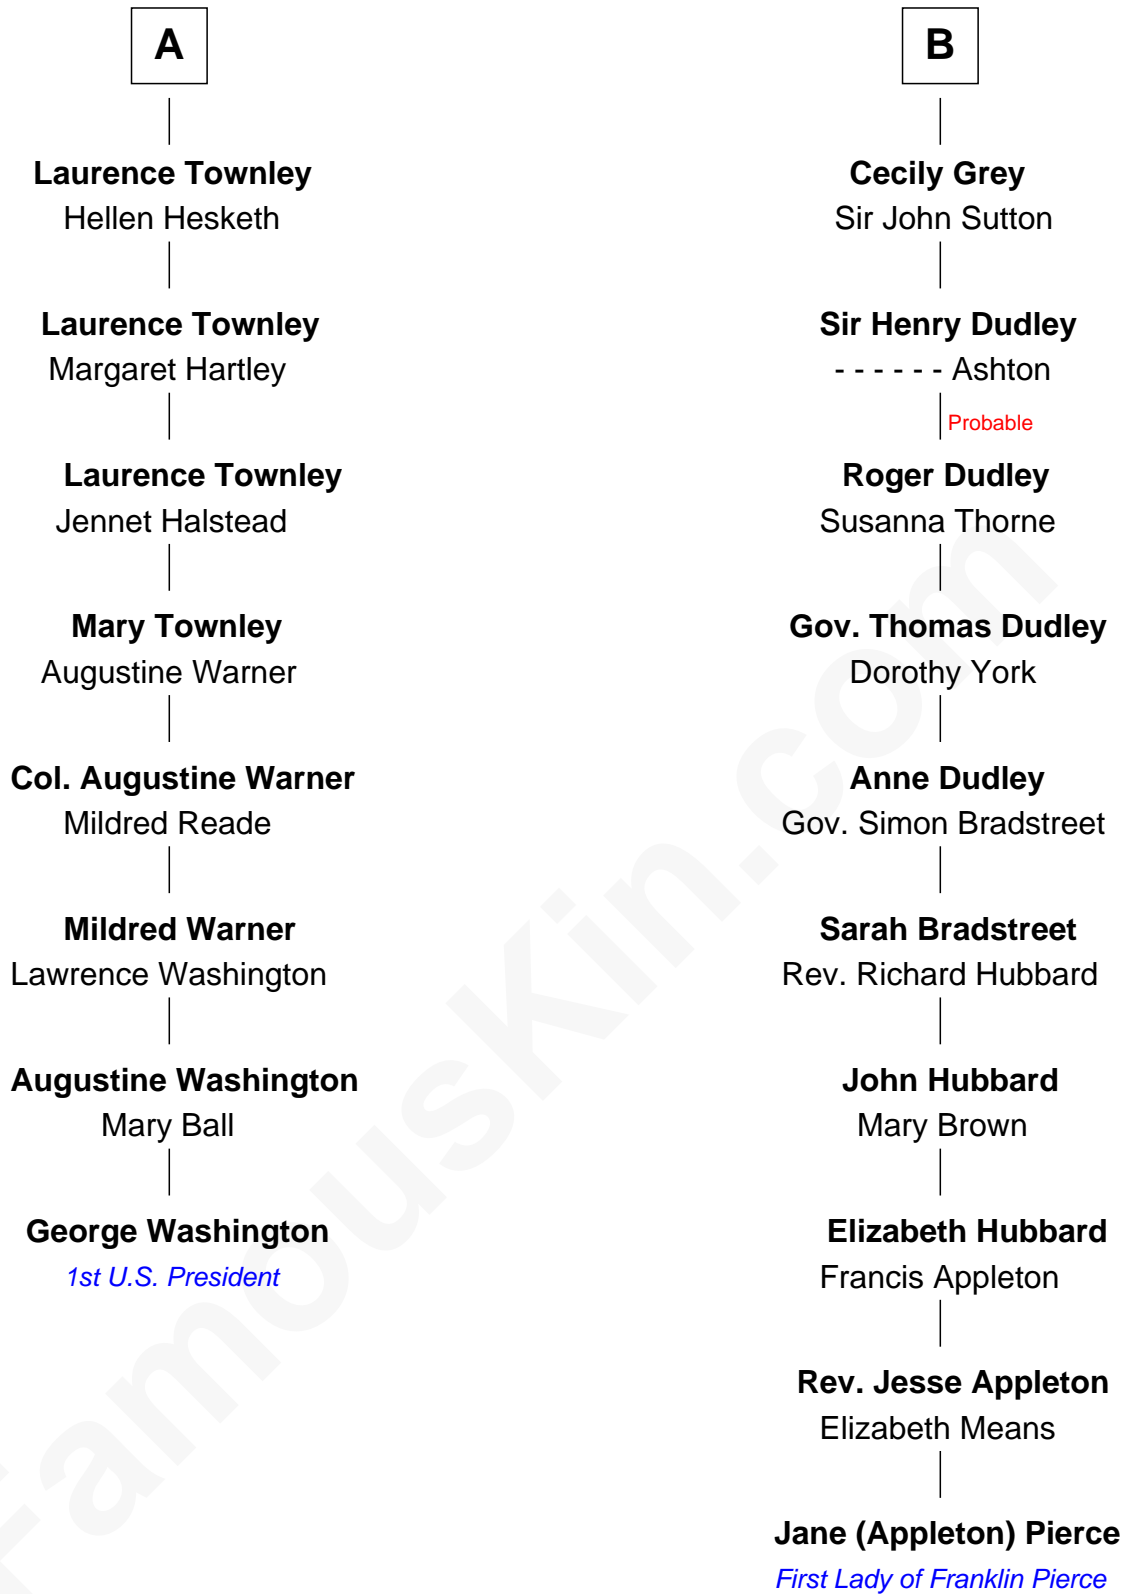 A
Laurence Townley
Hellen Hesketh
Laurence Townley
Margaret Hartley
Laurence Townley
Jennet Halstead
Mary Townley
Augustine Warner
Col. Augustine Warner
Mildred Reade
Mildred Warner
Lawrence Washington
Augustine Washington
Mary Ball
George Washington
1st U.S. President
B
Cecily Grey
Sir John Sutton
Sir Henry Dudley
- - - - - - Ashton
Probable
Roger Dudley
Susanna Thorne
Gov. Thomas Dudley
Dorothy York
Anne Dudley
Gov. Simon Bradstreet
Sarah Bradstreet
Rev. Richard Hubbard
John Hubbard
Mary Brown
Elizabeth Hubbard
Francis Appleton
Rev. Jesse Appleton
Elizabeth Means
Jane (Appleton) Pierce
First Lady of Franklin Pierce
FamousKin.com